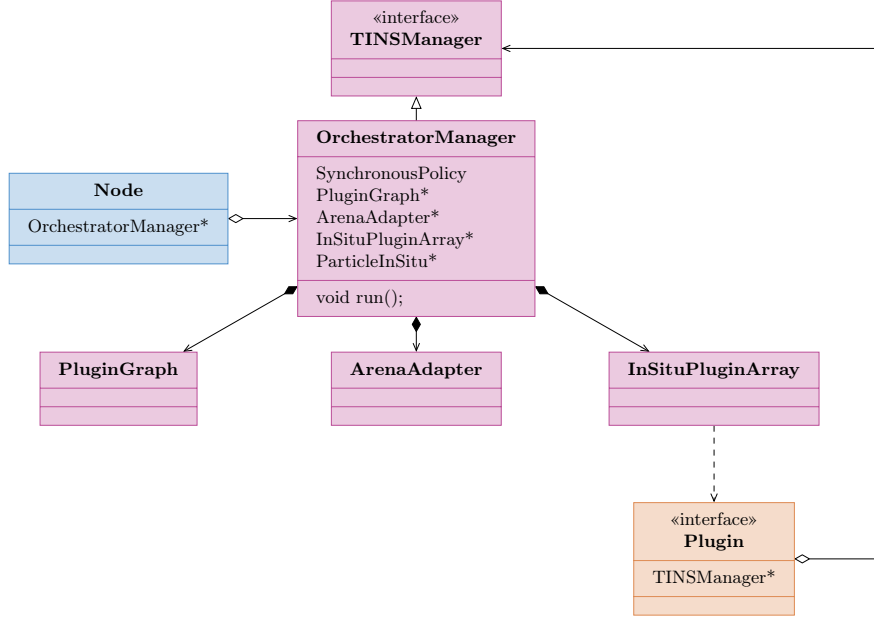 «interface»
TINSManager
OrchestratorManager
SynchronousPolicy
PluginGraph*
ArenaAdapter*
InSituPluginArray*
ParticleInSitu*
void run();
Node
OrchestratorManager*
PluginGraph
ArenaAdapter
InSituPluginArray
«interface»
Plugin
TINSManager*